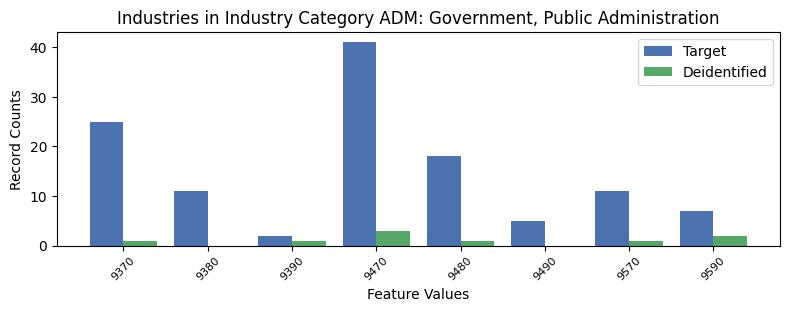 Industries in Industry Category ADM: Government, Public Administration
Target
Deidentified
Record Counts
40
30
20
10
0
9370 9380 9390 9470 9480 9490 9570 9590
Feature Values